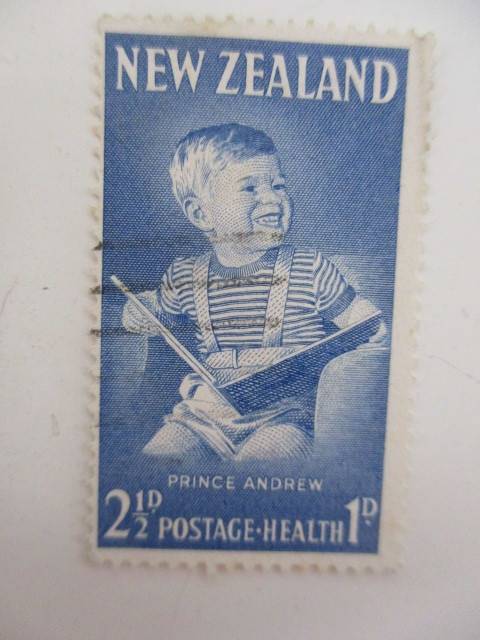 NEW ZEALAND
PRINCE ANDREW
2½D POSTAGE·HEALTH 1D